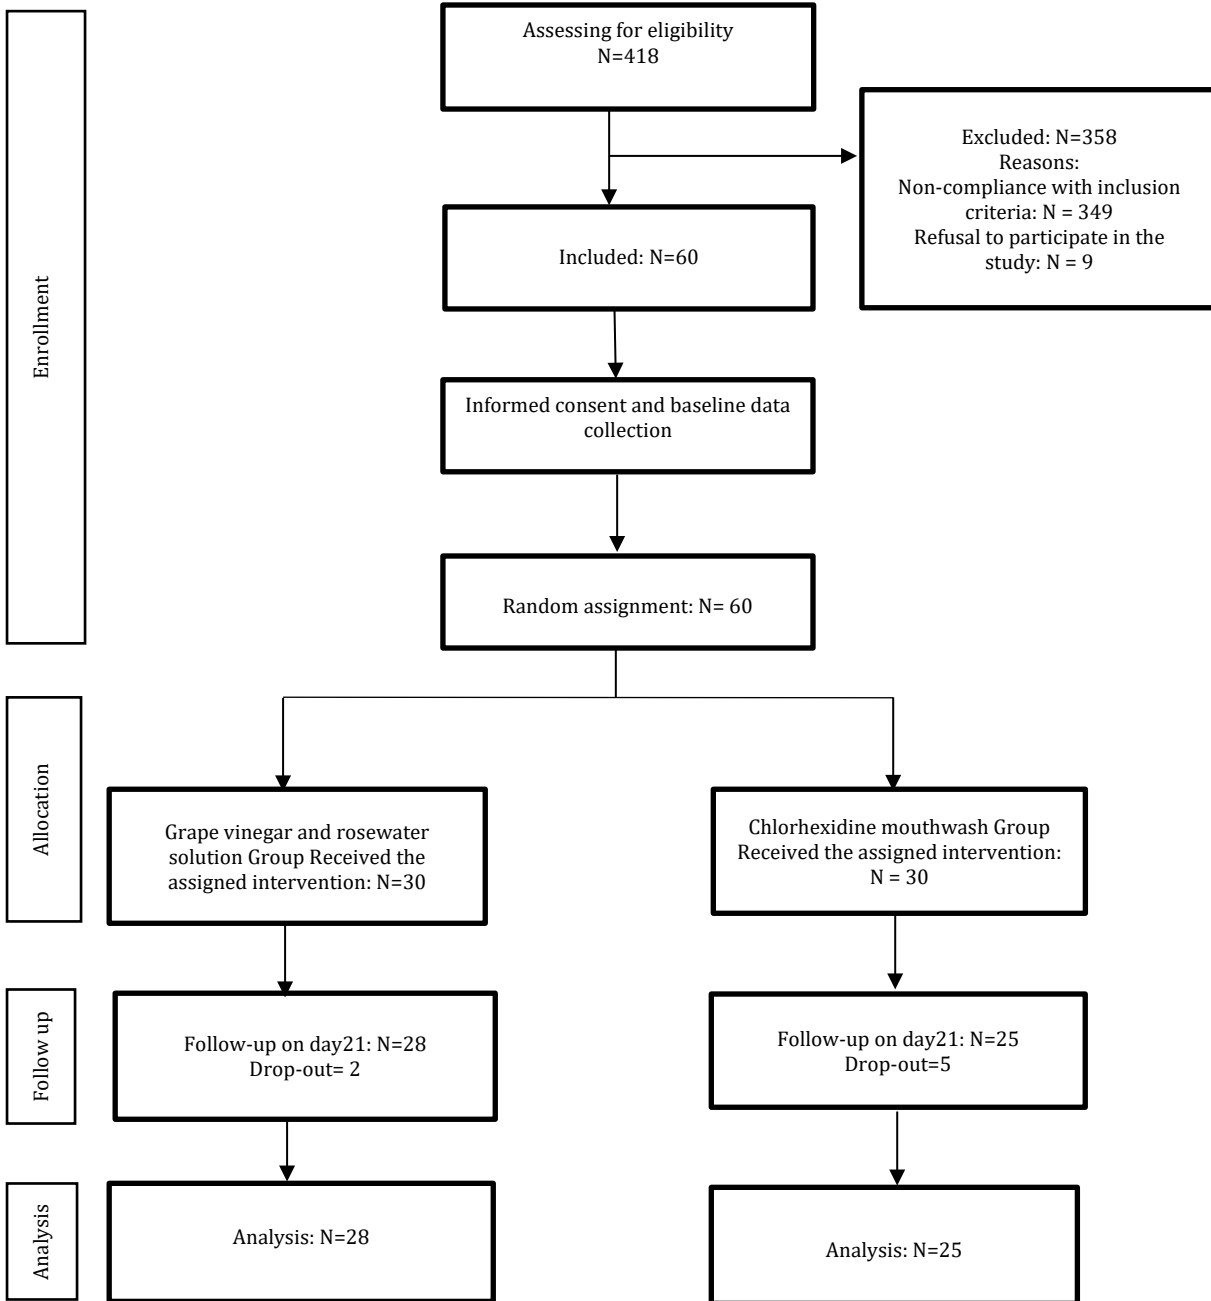 Assessing for eligibility
N=418
Excluded: N=358
Reasons:
Non-compliance with inclusion
criteria: N = 349
Refusal to participate in the
study: N = 9
Included: N=60
Enrollment
Informed consent and baseline data
collection
Random assignment: N= 60
Allocation
Grape vinegar and rosewater
solution Group Received the
assigned intervention: N=30
Chlorhexidine mouthwash Group
Received the assigned intervention:
N = 30
Follow up
Follow-up on day21: N=28
Drop-out= 2
Follow-up on day21: N=25
Drop-out=5
Analysis
Analysis: N=28
Analysis: N=25